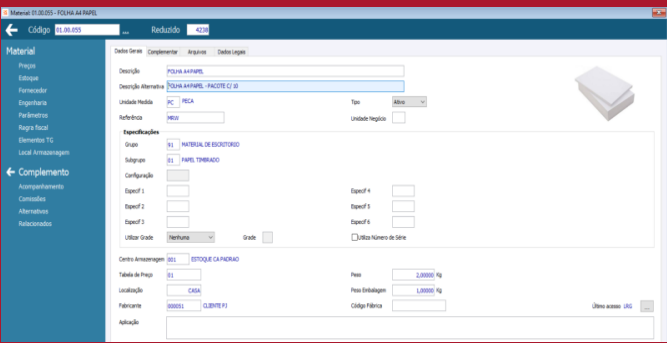 Material: 01.00.055 - FOLHA A4 PAPEL
Código 01.00.055 ... Reduzido 4238
Material
Preços
Estoque
Fornecedor
Engenharia
Parâmetros
Regra fiscal
Elementos TG
Local Armazenagem
Complemento
Acompanhamento
Comissões
Alternativos
Relacionados
Dados Gerais Complementar Arquivos Dados Legais
Descrição FOLHA A4 PAPEL
Descrição Alternativa FOLHA A4 PAPEL - PACOTE C/ 10
Unidade Medida PC PECA Tipo Ativo
Referência MRW Unidade Negócio
Especificações
Grupo 91 MATERIAL DE ESCRITORIO
Subgrupo 01 PAPEL TIMBRADO
Configuração
Especif 1 Especif 4
Especif 2 Especif 5
Especif 3 Especif 6
Utilizar Grade Nenhuma Grade Utiliza Número de Série
Centro Armazenagem 001 ESTOQUE CA PADRAO
Tabela de Preço 01 Peso 2,00000 Kg
Localização CASA Peso Embalagem 1,00000 Kg
Fabricante 000051 CLIENTE PJ Código Fábrica Último acesso: ...
Aplicação